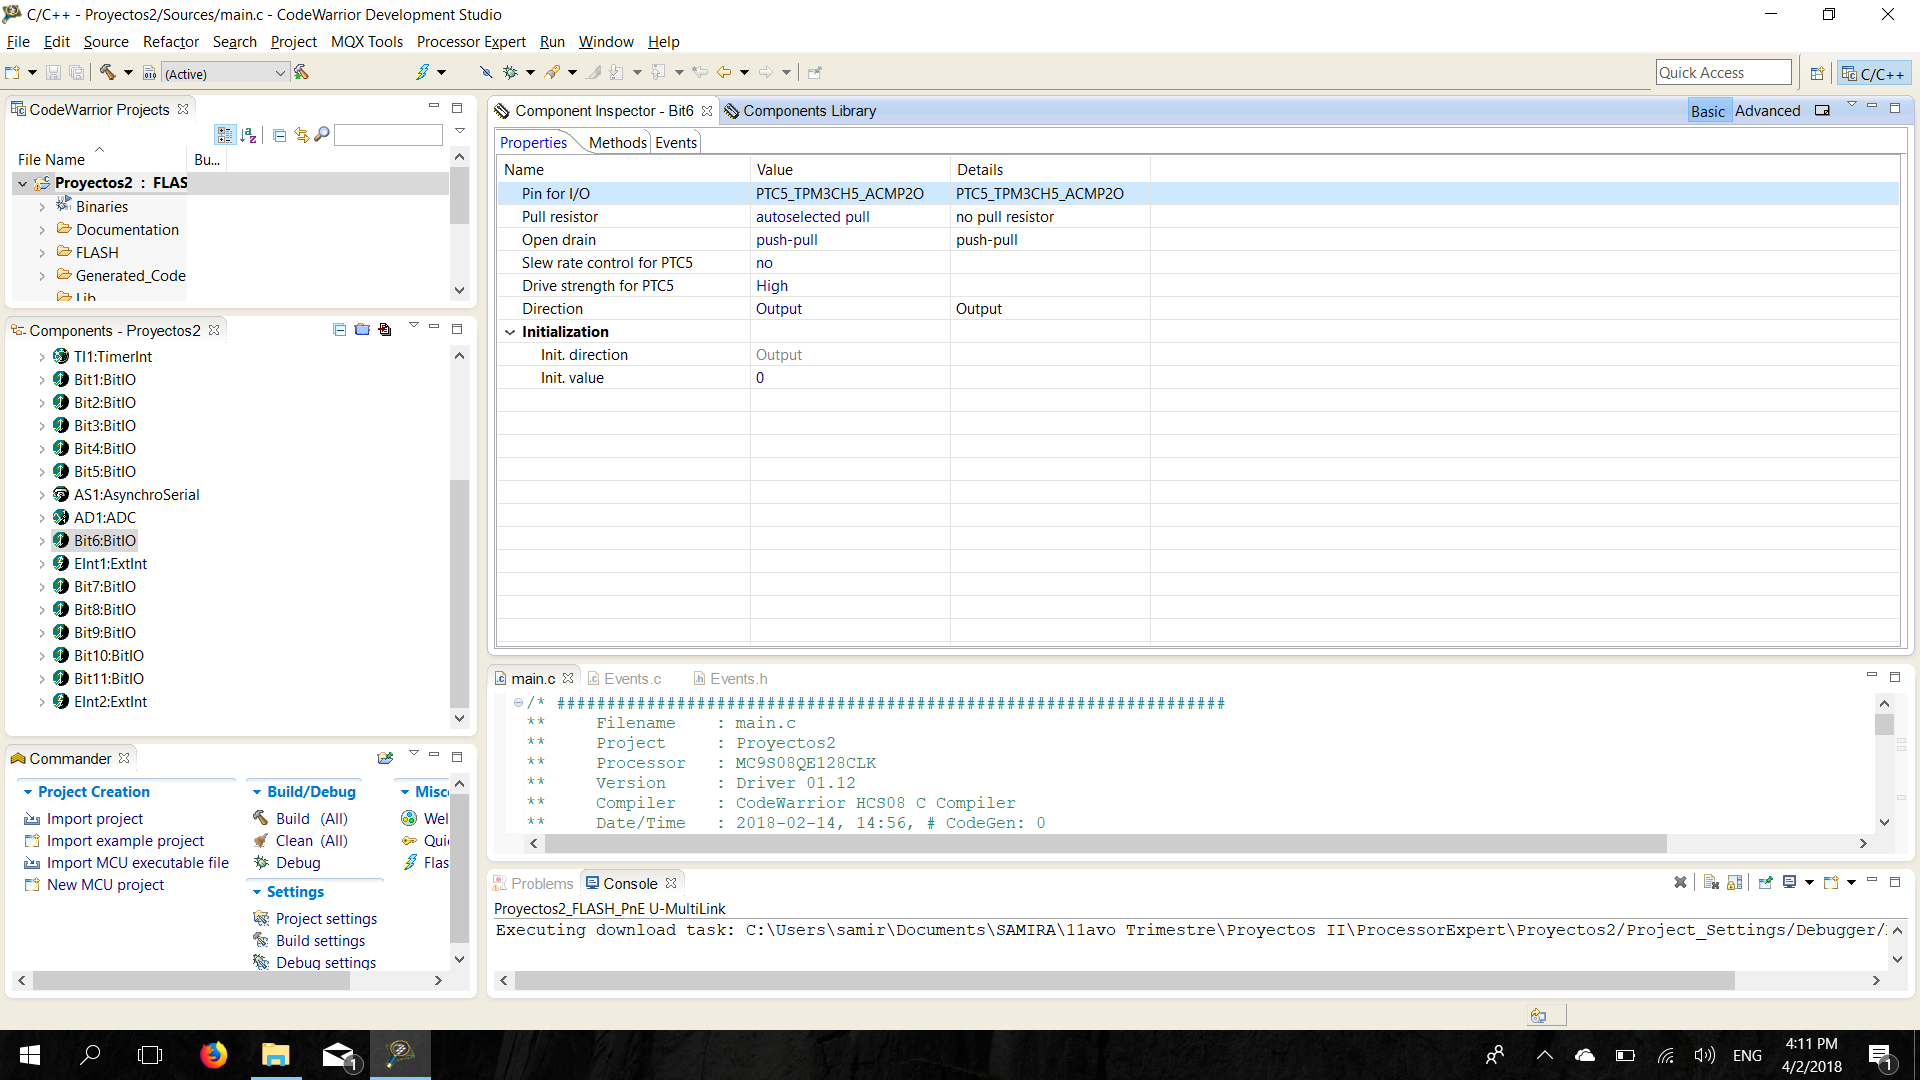 C/C++ - Proyectos2/Sources/main.c - CodeWarrior Development Studio
File Edit Source Refactor Search Project MQX Tools Processor Expert Run Window Help
(Active)
Quick Access
C/C++
CodeWarrior Projects
File Name Bu...
Proyectos2 : FLAS
Binaries
Documentation
FLASH
Generated_Code
Lib
Components - Proyectos2
TI1:TimerInt
Bit1:BitIO
Bit2:BitIO
Bit3:BitIO
Bit4:BitIO
Bit5:BitIO
AS1:AsynchroSerial
AD1:ADC
Bit6:BitIO
EInt1:ExtInt
Bit7:BitIO
Bit8:BitIO
Bit9:BitIO
Bit10:BitIO
Bit11:BitIO
EInt2:ExtInt
Commander
Project Creation
Import project
Import example project
Import MCU executable file
New MCU project
Build/Debug
Build (All)
Clean (All)
Debug
Settings
Project settings
Build settings
Debug settings
Misc
Wel
Quic
Flas
Component Inspector - Bit6
Components Library
Basic Advanced
Properties Methods Events
Name Value Details
Pin for I/O PTC5_TPM3CH5_ACMP2O PTC5_TPM3CH5_ACMP2O
Pull resistor autoselected pull no pull resistor
Open drain push-pull push-pull
Slew rate control for PTC5 no
Drive strength for PTC5 High
Direction Output Output
Initialization
Init. direction Output
Init. value 0
main.c Events.c Events.h
/* ###################################################################
** Filename : main.c
** Project : Proyectos2
** Processor : MC9S08QE128CLK
** Version : Driver 01.12
** Compiler : CodeWarrior HCS08 C Compiler
** Date/Time : 2018-02-14, 14:56, # CodeGen: 0
Problems Console
Proyectos2_FLASH_PnE U-MultiLink
Executing download task: C:\Users\samir\Documents\SAMIRA\11avo Trimestre\Proyectos II\ProcessorExpert\Proyectos2/Project_Settings/Debugger/
1
ENG
4:11 PM
4/2/2018
1